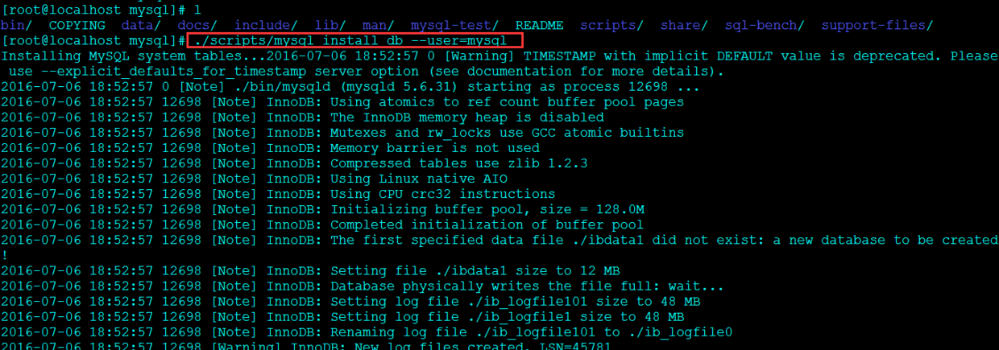 [root@localhost mysql]# l
bin/  COPYING  data/  docs/  include/  lib/  man/  mysql-test/  README  scripts/  share/  sql-bench/  support-files/
[root@localhost mysql]# ./scripts/mysql_install_db --user=mysql
Installing MySQL system tables...2016-07-06 18:52:57 0 [Warning] TIMESTAMP with implicit DEFAULT value is deprecated. Please
 use --explicit_defaults_for_timestamp server option (see documentation for more details).
2016-07-06 18:52:57 0 [Note] ./bin/mysqld (mysqld 5.6.31) starting as process 12698 ...
2016-07-06 18:52:57 12698 [Note] InnoDB: Using atomics to ref count buffer pool pages
2016-07-06 18:52:57 12698 [Note] InnoDB: The InnoDB memory heap is disabled
2016-07-06 18:52:57 12698 [Note] InnoDB: Mutexes and rw_locks use GCC atomic builtins
2016-07-06 18:52:57 12698 [Note] InnoDB: Memory barrier is not used
2016-07-06 18:52:57 12698 [Note] InnoDB: Compressed tables use zlib 1.2.3
2016-07-06 18:52:57 12698 [Note] InnoDB: Using Linux native AIO
2016-07-06 18:52:57 12698 [Note] InnoDB: Using CPU crc32 instructions
2016-07-06 18:52:57 12698 [Note] InnoDB: Initializing buffer pool, size = 128.0M
2016-07-06 18:52:57 12698 [Note] InnoDB: Completed initialization of buffer pool
2016-07-06 18:52:57 12698 [Note] InnoDB: The first specified data file ./ibdata1 did not exist: a new database to be created
!
2016-07-06 18:52:57 12698 [Note] InnoDB: Setting file ./ibdata1 size to 12 MB
2016-07-06 18:52:57 12698 [Note] InnoDB: Database physically writes the file full: wait...
2016-07-06 18:52:57 12698 [Note] InnoDB: Setting log file ./ib_logfile101 size to 48 MB
2016-07-06 18:52:57 12698 [Note] InnoDB: Setting log file ./ib_logfile1 size to 48 MB
2016-07-06 18:52:57 12698 [Note] InnoDB: Renaming log file ./ib_logfile101 to ./ib_logfile0
2016-07-06 18:52:57 12698 [Warning] InnoDB: New log files created, LSN=45781